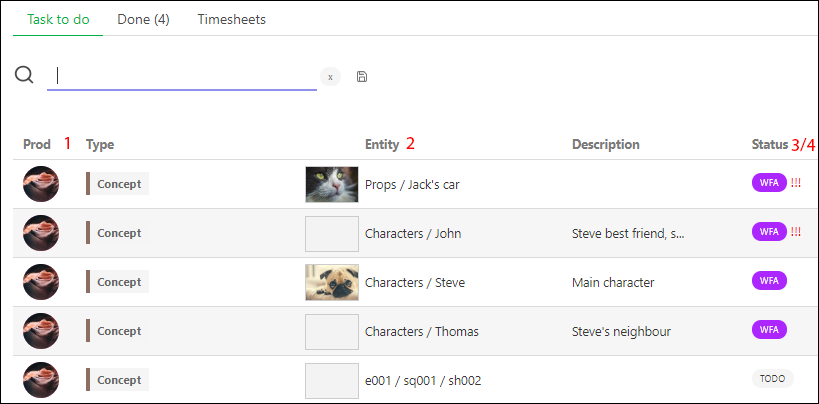 Task to do Done (4) Timesheets
x
Prod 1 Type Entity 2 Description Status 3/4
Concept Props / Jack's car WFA !!!
Concept Characters / John Steve best friend, s... WFA !!!
Concept Characters / Steve Main character WFA
Concept Characters / Thomas Steve's neighbour WFA
Concept e001 / sq001 / sh002 TODO